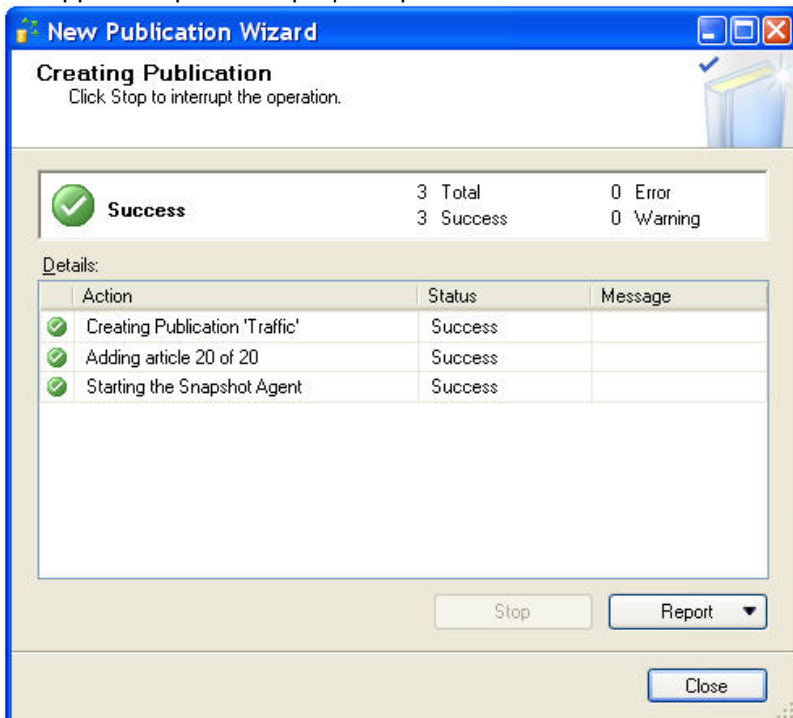 New Publication Wizard
Creating Publication
Click Stop to interrupt the operation.
Success 3 Total 0 Error
3 Success 0 Warning
Details:
Action Status Message
Creating Publication 'Traffic' Success
Adding article 20 of 20 Success
Starting the Snapshot Agent Success
Stop Report
Close